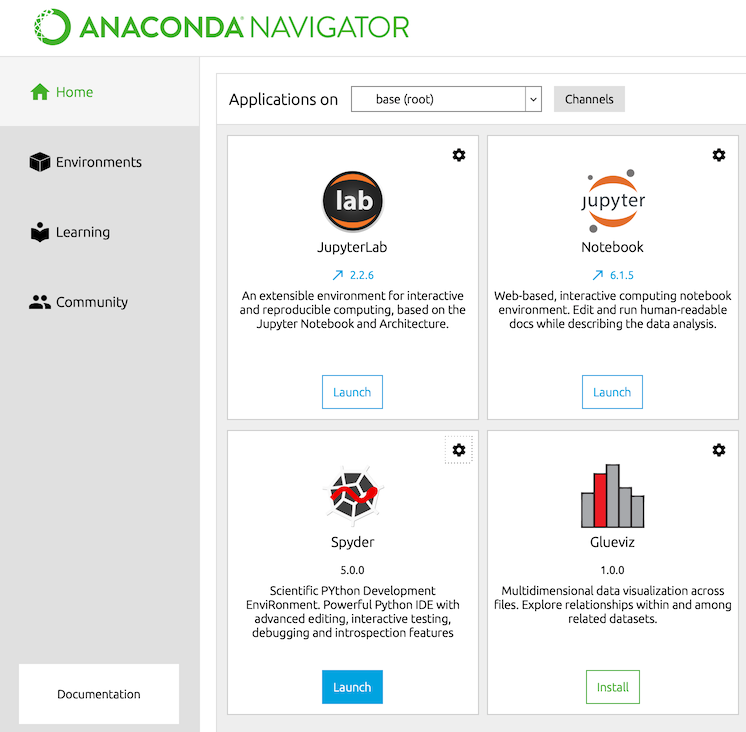 ANACONDA NAVIGATOR
Home
Environments
Learning
Community
Documentation
Applications on base (root) Channels
lab
JupyterLab
2.2.6
An extensible environment for interactive
and reproducible computing, based on the
Jupyter Notebook and Architecture.
Launch
jupyter
Notebook
6.1.5
Web-based, interactive computing notebook
environment. Edit and run human-readable
docs while describing the data analysis.
Launch
Spyder
5.0.0
Scientific PYthon Development
EnviRonment. Powerful Python IDE with
advanced editing, interactive testing,
debugging and introspection features
Launch
Glueviz
1.0.0
Multidimensional data visualization across
files. Explore relationships within and among
related datasets.
Install